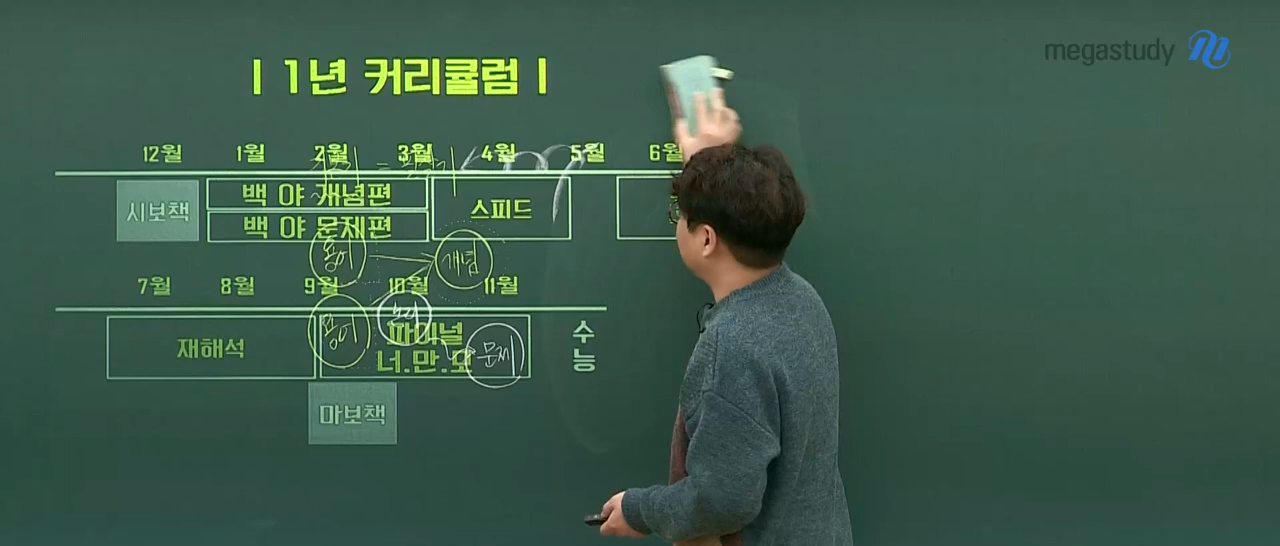 megastudy
| 1년 커리큘럼 |
12월 1월 2월 3월 4월 5월 6월
시보책 백 야 개념편 스피드
백 야 문제편
용어 개념
7월 8월 9월 10월 11월
재해석 용어 파이널 수
너.만.모 문제 능
마보책